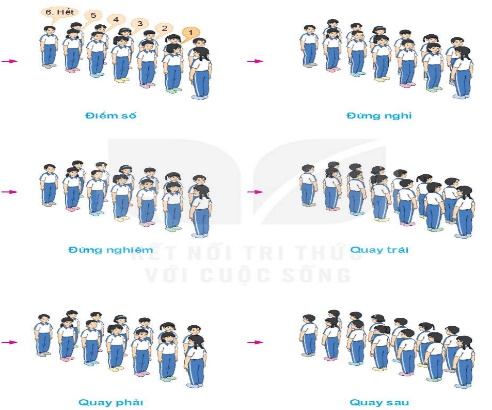 6. Hết 5 4 3 2 1
Điểm số
Đứng nghỉ
Đứng nghiêm
Quay trái
KẾT NỐI TRI THỨC
VỚI CUỘC SỐNG
Quay phải
Quay sau